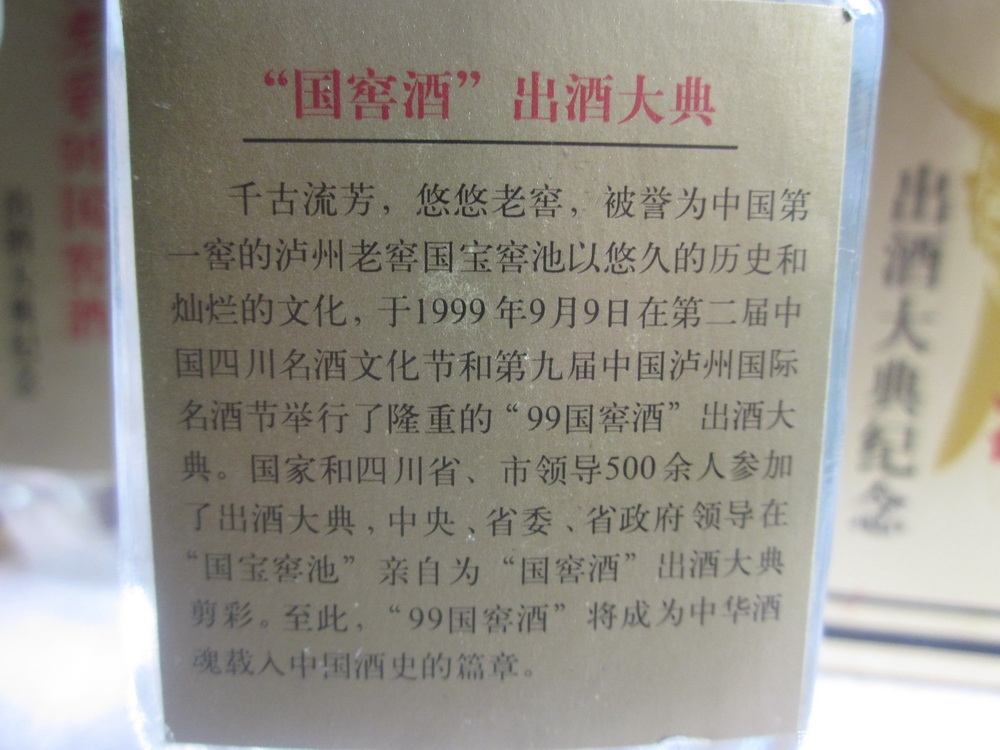 “国窖酒” 出酒大典
千古流芳，悠悠老窖，被誉为中国第
一窖的泸州老窖国宝窖池以悠久的历史和
灿烂的文化，于1999年9月9日在第二届中
国四川名酒文化节和第九届中国泸州国际
名酒节举行了隆重的“99国窖酒”出酒大
典。国家和四川省、市领导500余人参加
了出酒大典，中央、省委、省政府领导在
“国宝窖池”亲自为“国窖酒”出酒大典
剪彩。至此，“99国窖酒”将成为中华酒
魂载入中国酒史的篇章。
出酒大典纪念